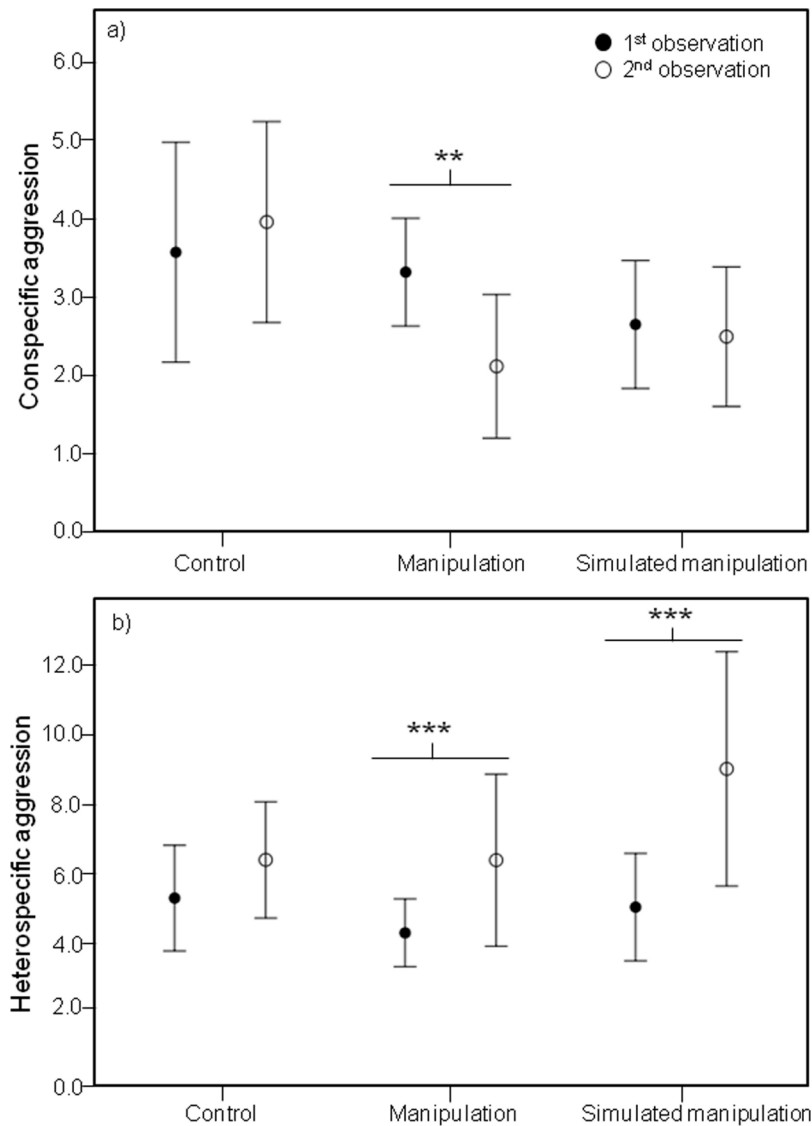 a)
1st observation
2nd observation
6.0
5.0
**
4.0
3.0
2.0
1.0
0.0
Conspecific aggression
Control Manipulation Simulated manipulation
b)
***
12.0
***
10.0
8.0
6.0
4.0
2.0
0.0
Heterospecific aggression
Control Manipulation Simulated manipulation